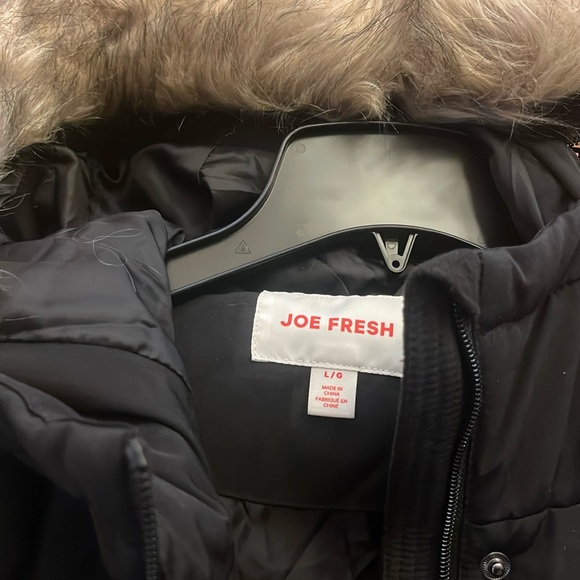 JOE FRESH
L/G
MADE IN
CHINA
FABRIQUÉ EN
CHINE